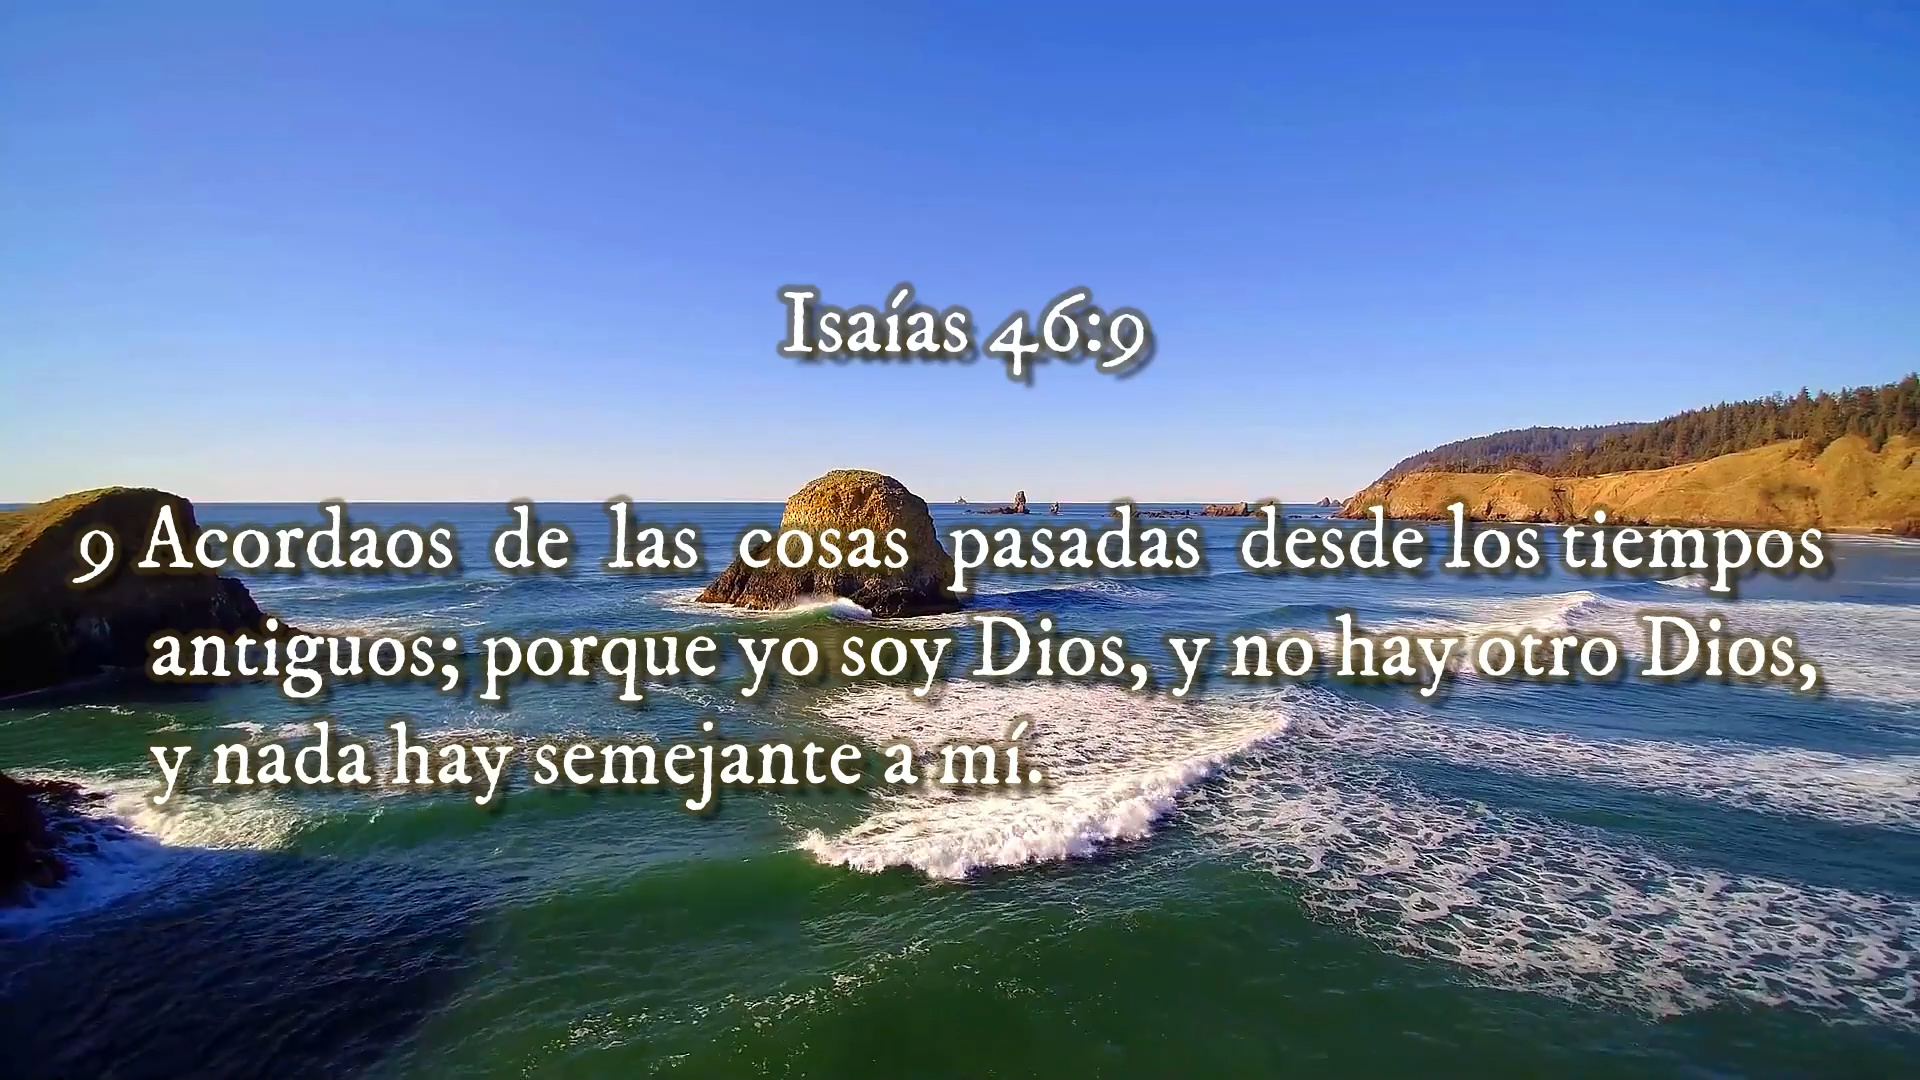 Isaías 46:9
9 Acordaos de las cosas pasadas desde los tiempos
antiguos; porque yo soy Dios, y no hay otro Dios,
y nada hay semejante a mí.